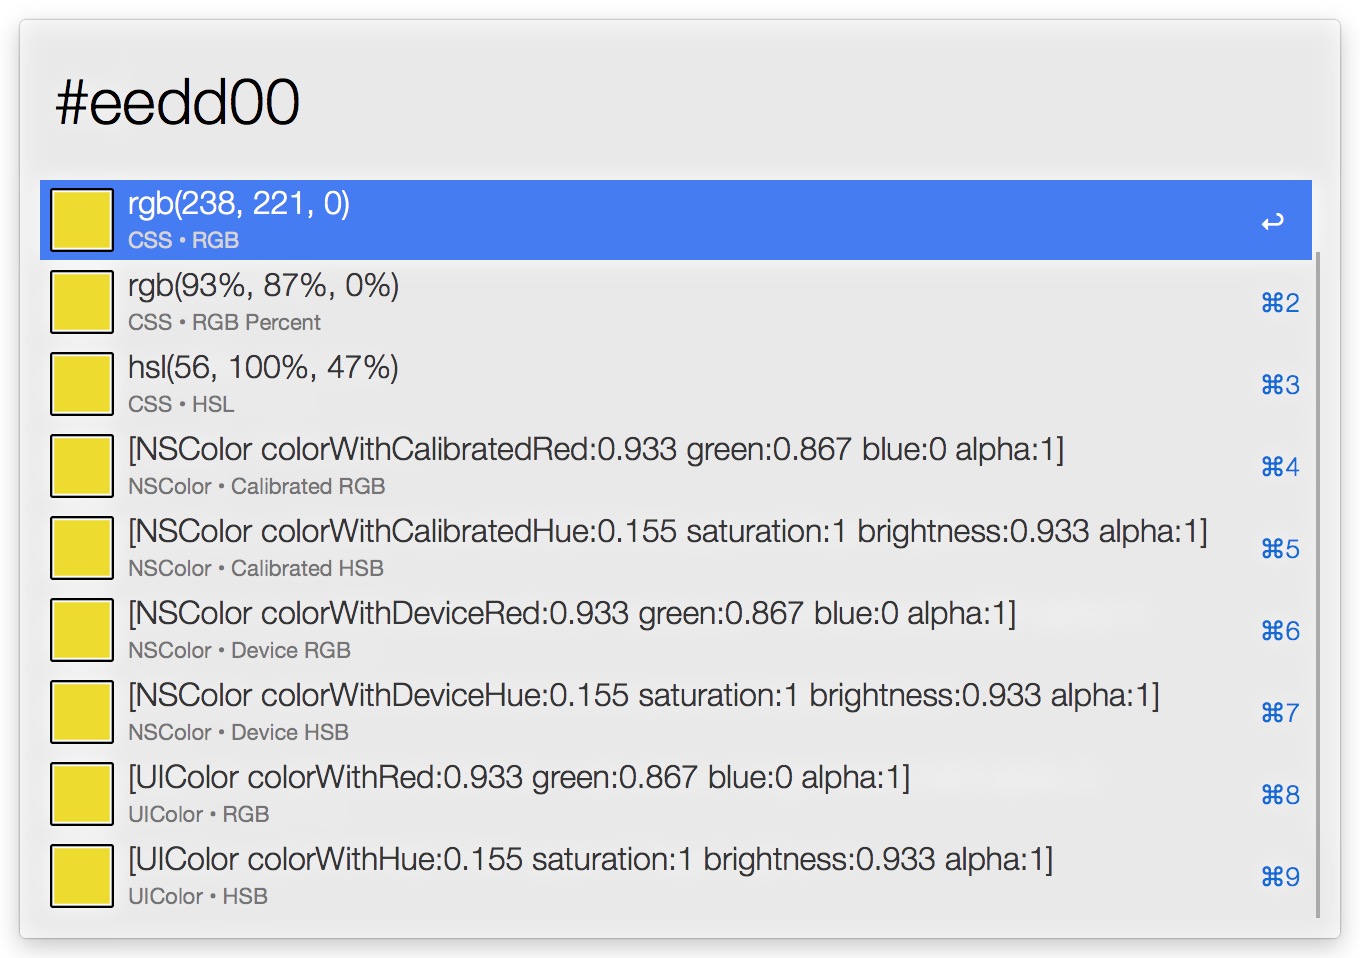 #eedd00
rgb(238, 221, 0)
CSS • RGB
↩
rgb(93%, 87%, 0%)
CSS • RGB Percent
⌘2
hsl(56, 100%, 47%)
CSS • HSL
⌘3
[NSColor colorWithCalibratedRed:0.933 green:0.867 blue:0 alpha:1]
NSColor • Calibrated RGB
⌘4
[NSColor colorWithCalibratedHue:0.155 saturation:1 brightness:0.933 alpha:1]
NSColor • Calibrated HSB
⌘5
[NSColor colorWithDeviceRed:0.933 green:0.867 blue:0 alpha:1]
NSColor • Device RGB
⌘6
[NSColor colorWithDeviceHue:0.155 saturation:1 brightness:0.933 alpha:1]
NSColor • Device HSB
⌘7
[UIColor colorWithRed:0.933 green:0.867 blue:0 alpha:1]
UIColor • RGB
⌘8
[UIColor colorWithHue:0.155 saturation:1 brightness:0.933 alpha:1]
UIColor • HSB
⌘9